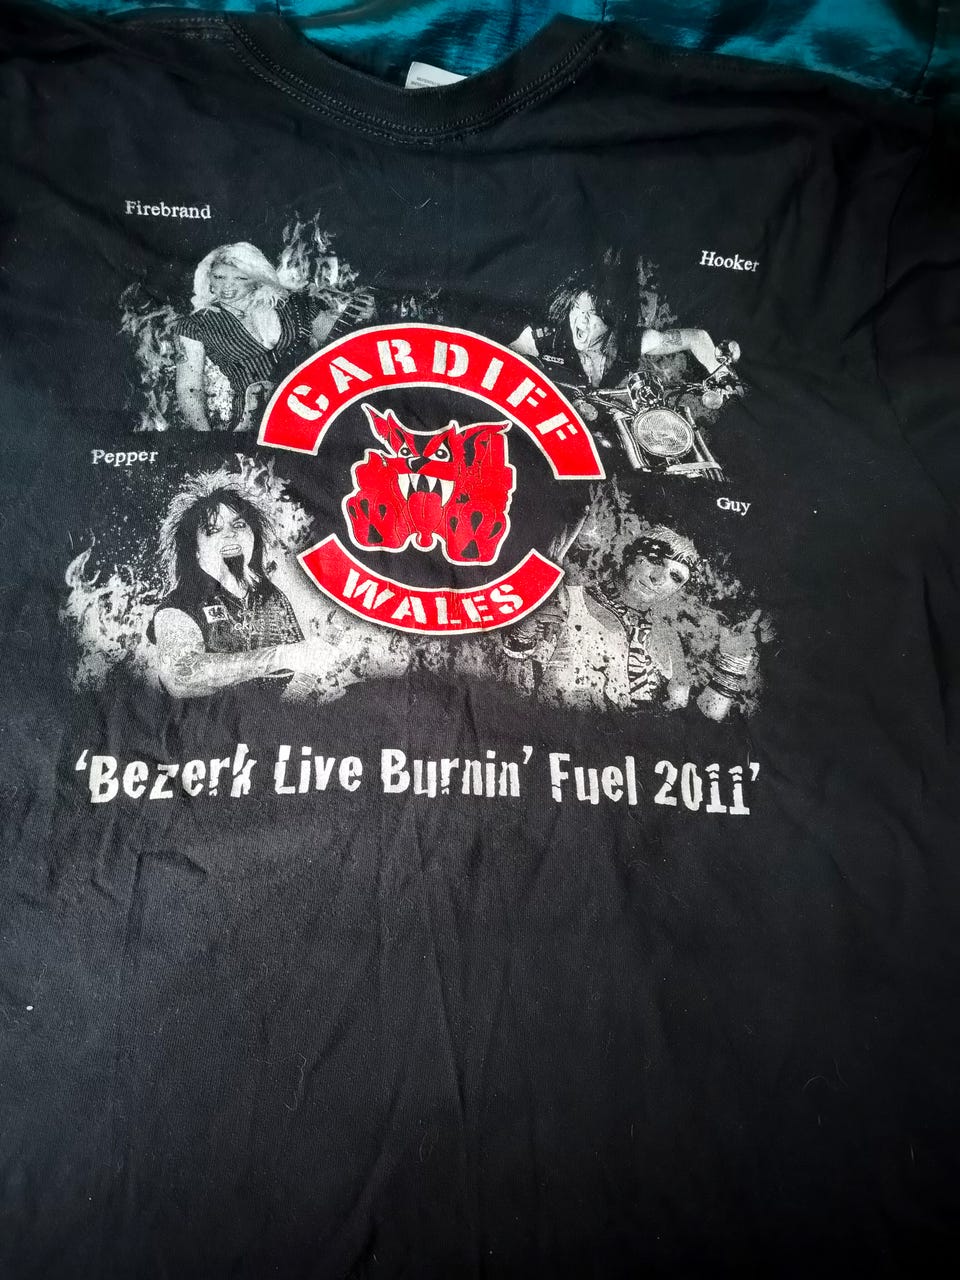 Firebrand
Hooker
CARDIFF
Pepper
Guy
WALES
'Bezerk Live Burnin' Fuel 2011'